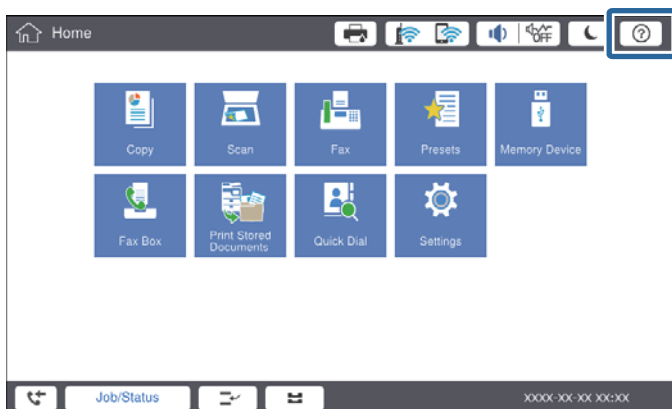 Home
OFF
?
Copy
Scan
Fax
Presets
Memory Device
Fax Box
Print Stored
Documents
Quick Dial
Settings
Job/Status
XXXX-XX-XX XX:XX